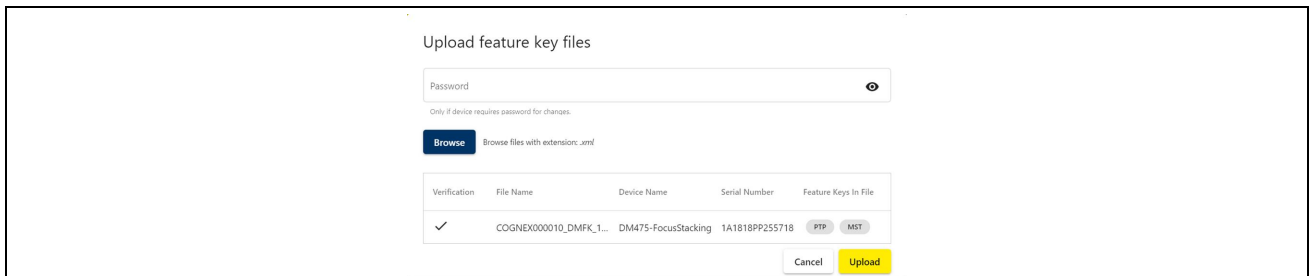 Upload feature key files
Password
Only if device requires password for changes.
Browse Browse files with extension: .xml
Verification File Name Device Name Serial Number Feature Keys In File
COGNEX000010_DMFK_1... DM475-FocusStacking 1A1818PP255718 PTP MST
Cancel Upload